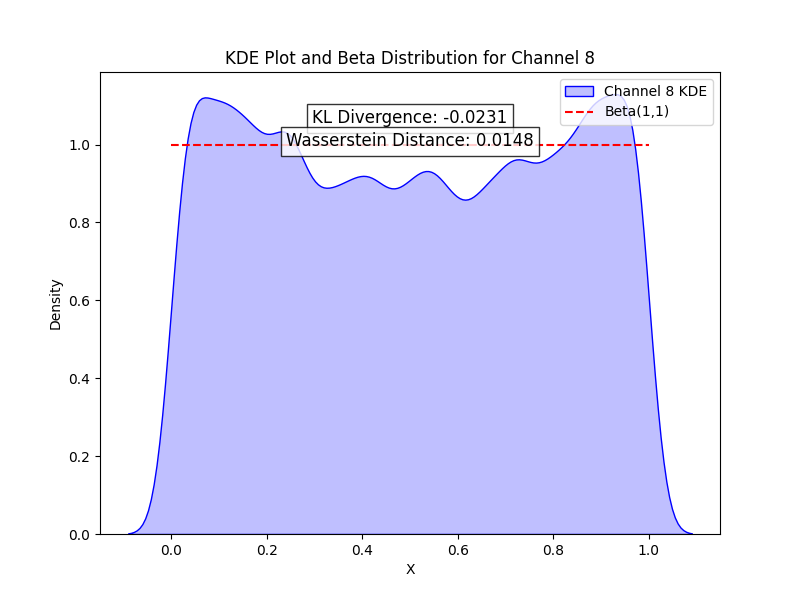 KDE Plot and Beta Distribution for Channel 8
Channel 8 KDE
Beta(1,1)
KL Divergence: -0.0231
Wasserstein Distance: 0.0148
1.0
0.8
0.6
0.4
0.2
0.0
Density
0.0 0.2 0.4 0.6 0.8 1.0
X